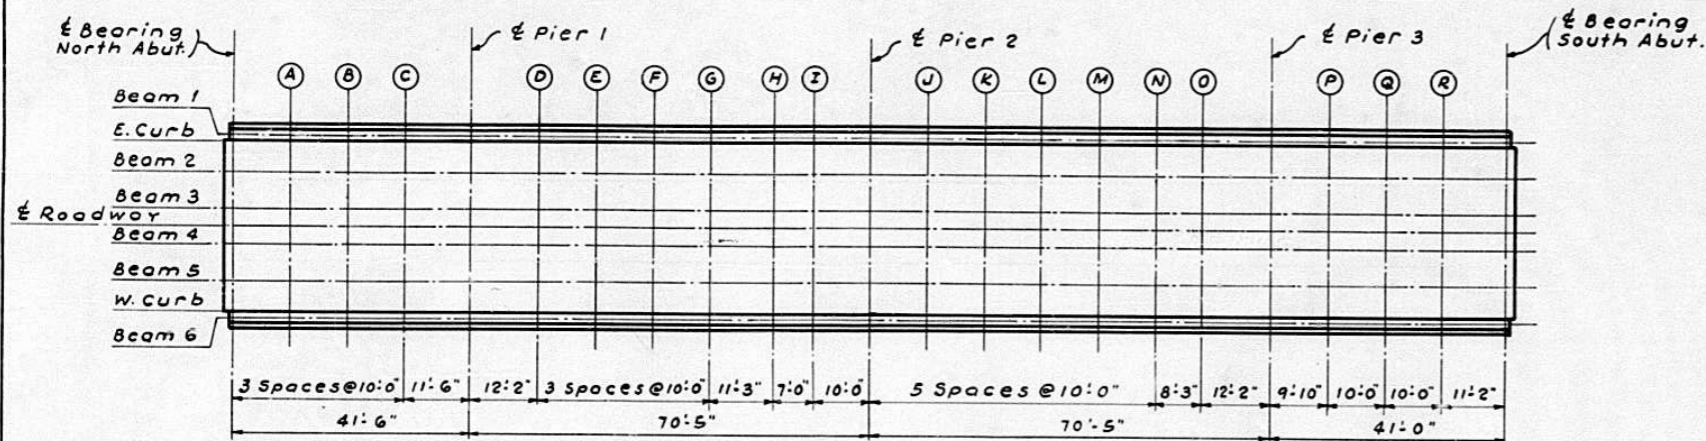 ℄ Bearing
North Abut.
℄ Pier 1
℄ Pier 2
℄ Pier 3
℄ Bearing
South Abut.
A B C D E F G H I J K L M N O P Q R
Beam 1
E. Curb
Beam 2
Beam 3
℄ Roadway
Beam 4
Beam 5
W. Curb
Beam 6
3 Spaces@10'-0" 11'-6" 12'-2" 3 Spaces@10'-0" 11'-3" 7'-0" 10'-0" 5 Spaces @ 10'-0" 8'-3" 12'-2" 9'-10" 10'-0" 10'-0" 11'-2"
41'-6" 70'-5" 70'-5" 41'-0"